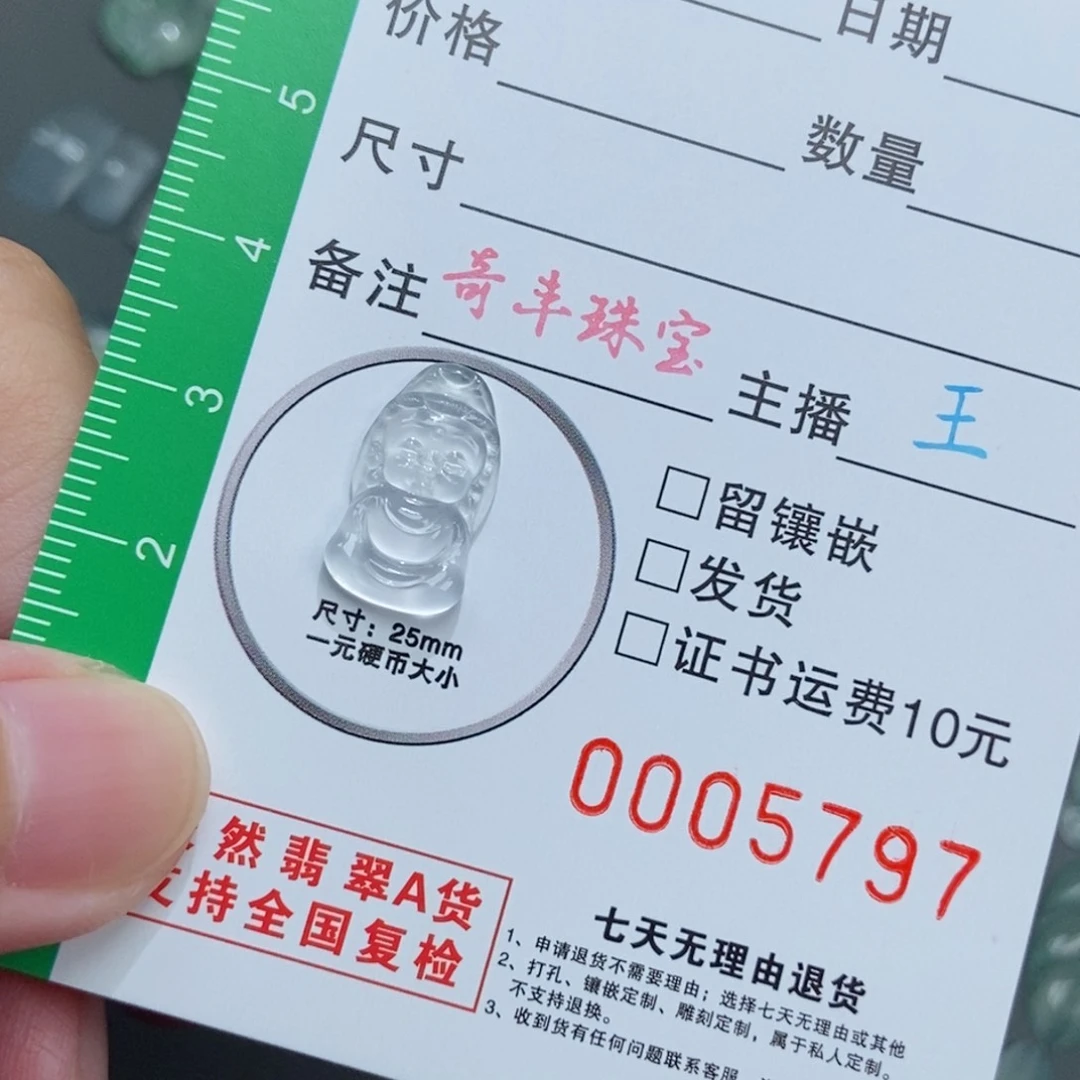 价格
日期
尺寸
数量
备注 奇丰珠宝
主播 王
留镶嵌
发货
证书运费10元
5
4
3
2
尺寸：25mm
一元硬币大小
0005797
然翡翠A货
支持全国复检
七天无理由退货
1、申请退货不需要理由；选择七天无理由或其他
2、打孔、镶嵌定制、雕刻定制，属于私人定制。
不支持退换。
3、收到货有任何问题联系客服